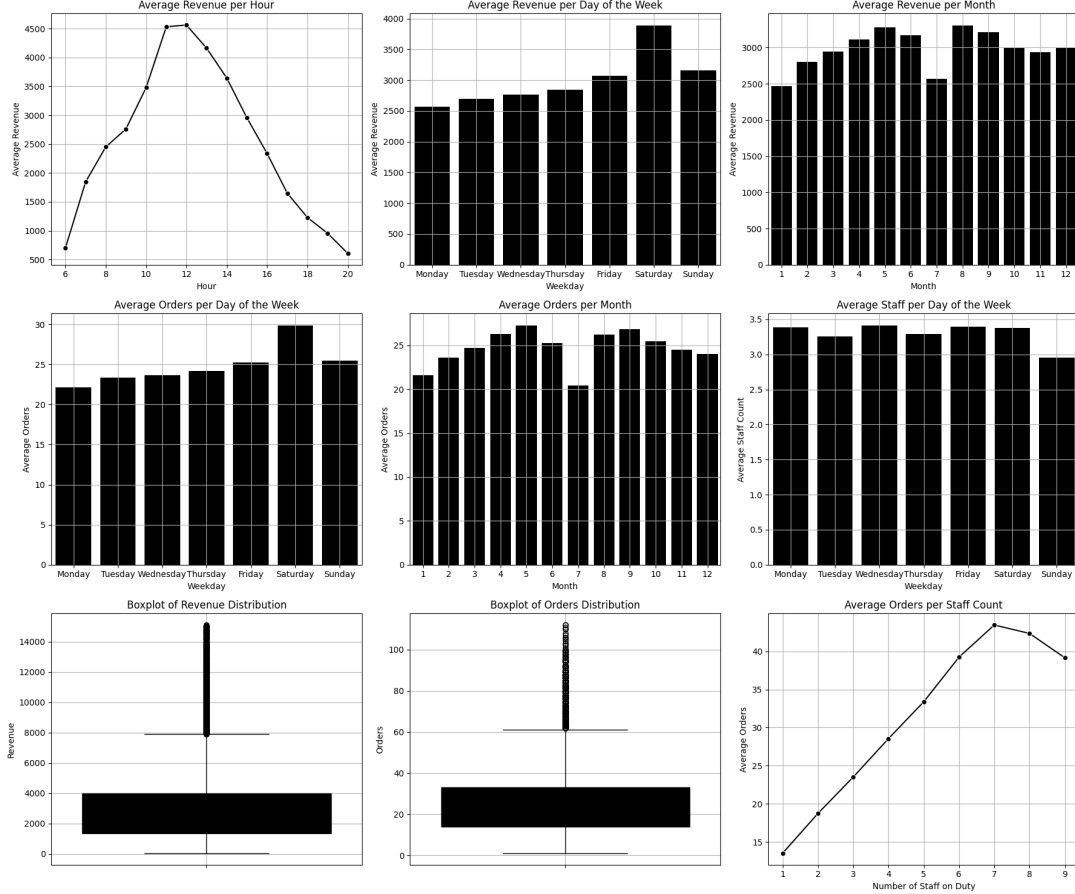 Average Revenue per Hour
Average Revenue
4500
4000
3500
3000
2500
2000
1500
1000
500
6 8 10 12 14 16 18 20
Hour
Average Revenue per Day of the Week
Average Revenue
4000
3500
3000
2500
2000
1500
1000
500
0
Monday Tuesday Wednesday Thursday Friday Saturday Sunday
Weekday
Average Revenue per Month
Average Revenue
3000
2500
2000
1500
1000
500
0
1 2 3 4 5 6 7 8 9 10 11 12
Month
Average Orders per Day of the Week
Average Orders
30
25
20
15
10
5
0
Monday Tuesday Wednesday Thursday Friday Saturday Sunday
Weekday
Average Orders per Month
Average Orders
25
20
15
10
5
0
1 2 3 4 5 6 7 8 9 10 11 12
Month
Average Staff per Day of the Week
Average Staff Count
3.5
3.0
2.5
2.0
1.5
1.0
0.5
0.0
Monday Tuesday Wednesday Thursday Friday Saturday Sunday
Weekday
Boxplot of Revenue Distribution
Revenue
14000
12000
10000
8000
6000
4000
2000
0
Boxplot of Orders Distribution
Orders
100
80
60
40
20
0
Average Orders per Staff Count
Average Orders
40
35
30
25
20
15
1 2 3 4 5 6 7 8 9
Number of Staff on Duty